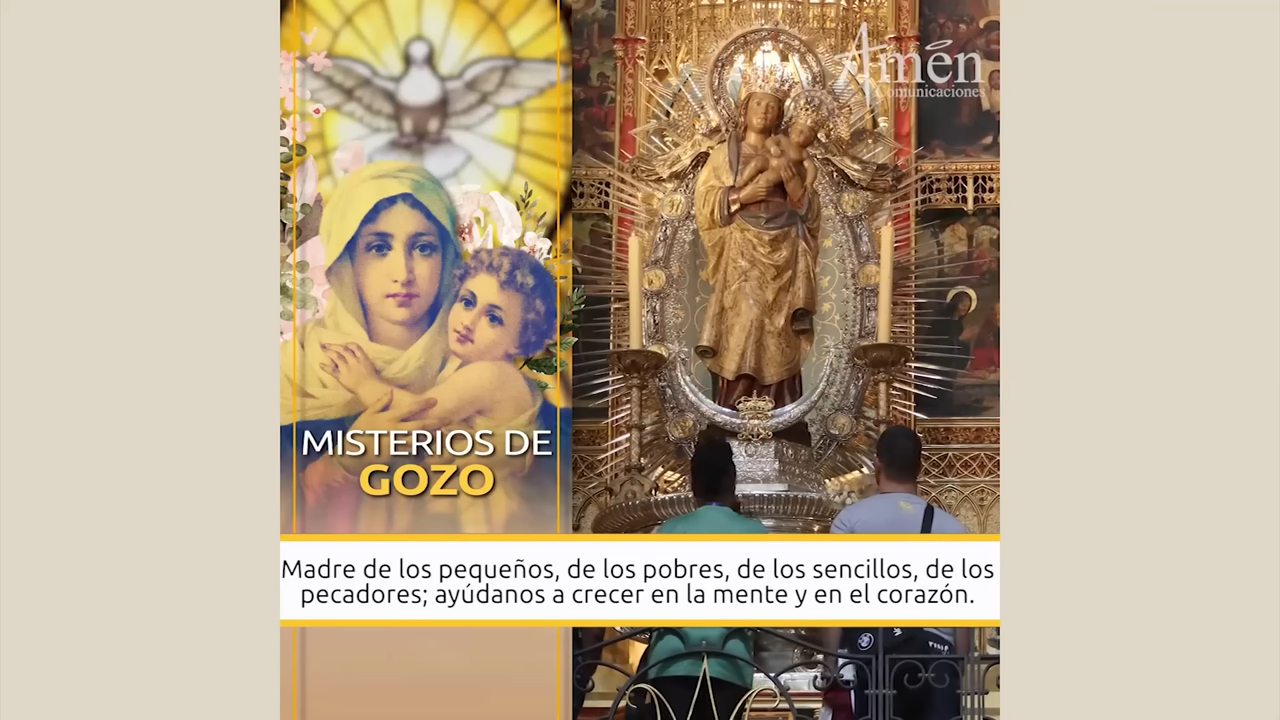 Amén
Comunicaciones
MISTERIOS DE
GOZO
Madre de los pequeños, de los pobres, de los sencillos, de los
pecadores; ayúdanos a crecer en la mente y en el corazón.